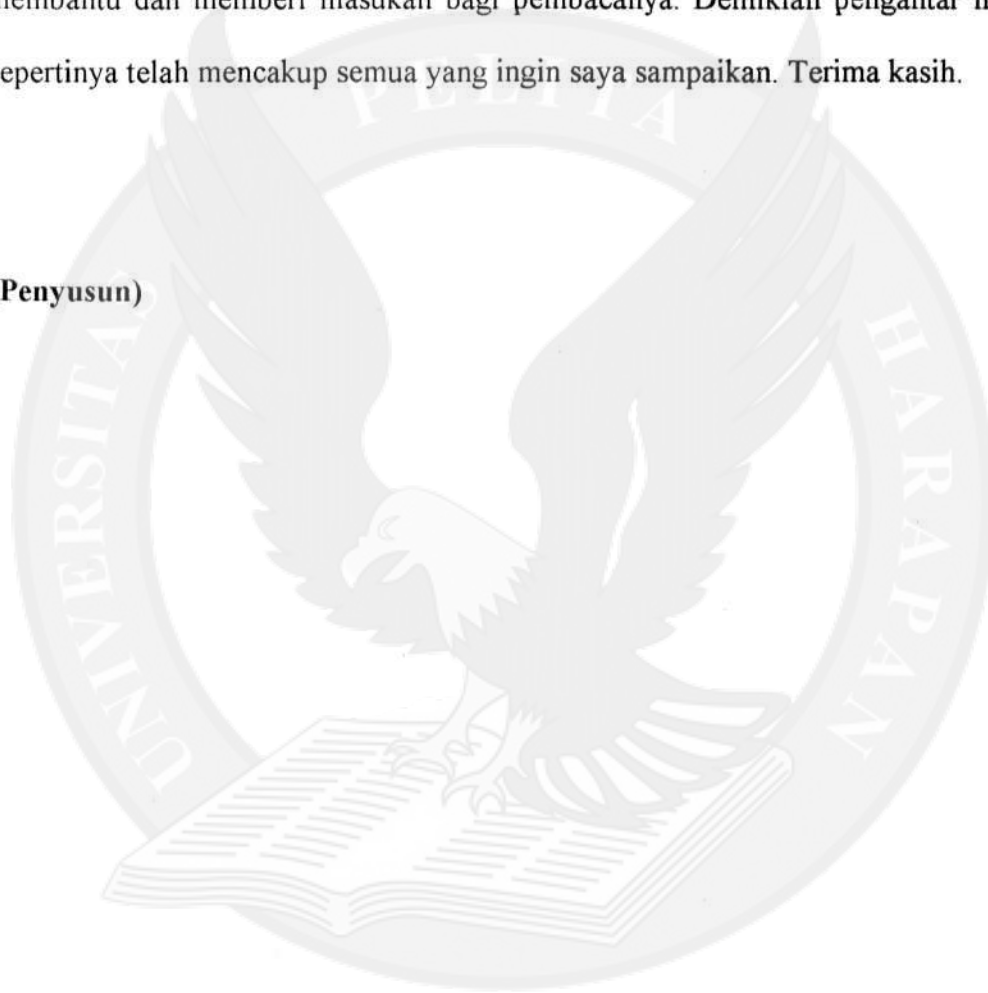 membantu dan memberi masukan bagi pembacanya. Demikian pengantar
epertinya telah mencakup semua yang ingin saya sampaikan. Terima kasih.
Penyusun)
UNIVERSITAS PELITA HARAPAN